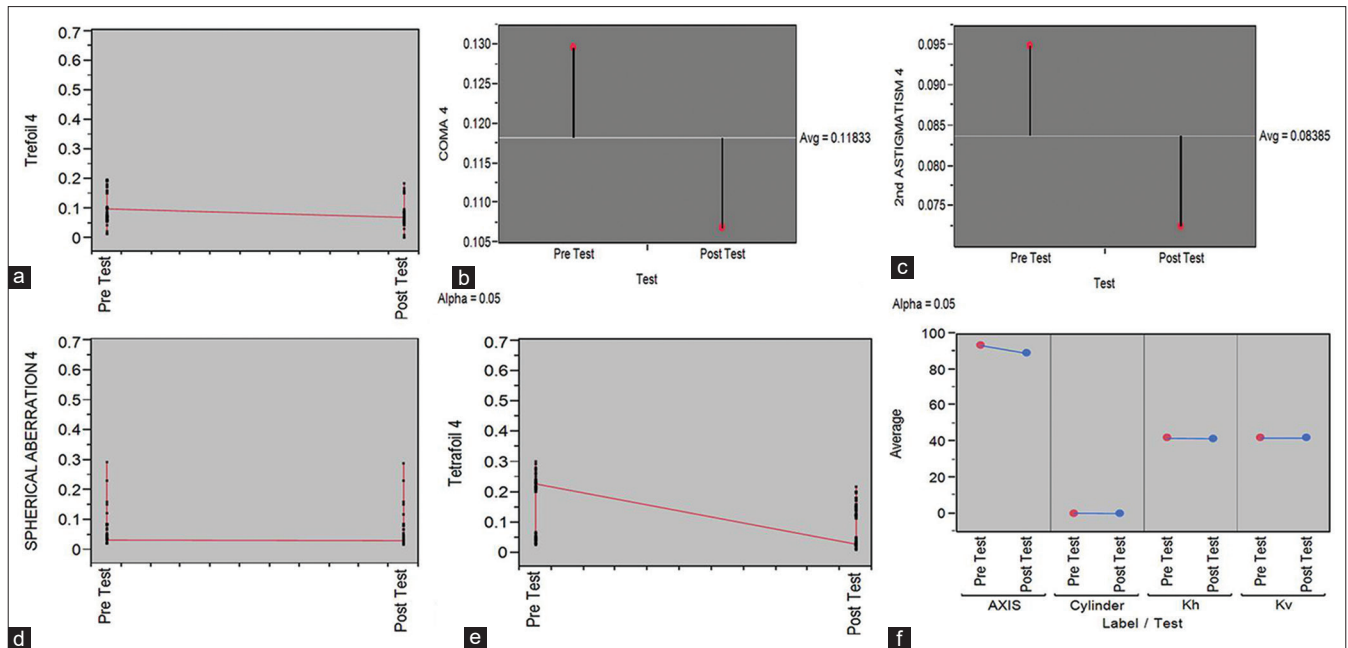 0.7
0.6
0.5
0.4
0.3
0.2
0.1
0
Trefoil 4
Pre Test
Post Test
a
0.130
0.125
0.120
0.115
0.110
0.105
COMA 4
Avg = 0.11833
Pre Test
Post Test
Test
b
Alpha = 0.05
0.095
0.090
0.085
0.080
0.075
2nd ASTIGMATISM 4
Avg = 0.08385
Pre Test
Post Test
Test
c
Alpha = 0.05
0.7
0.6
0.5
0.4
0.3
0.2
0.1
0
SPHERICAL ABERRATION 4
Pre Test
Post Test
d
0.7
0.6
0.5
0.4
0.3
0.2
0.1
0
Tetrafoil 4
Pre Test
Post Test
e
100
80
60
40
20
0
Average
Pre Test
Post Test
Pre Test
Post Test
Pre Test
Post Test
Pre Test
Post Test
AXIS Cylinder Kh Kv
Label / Test
f